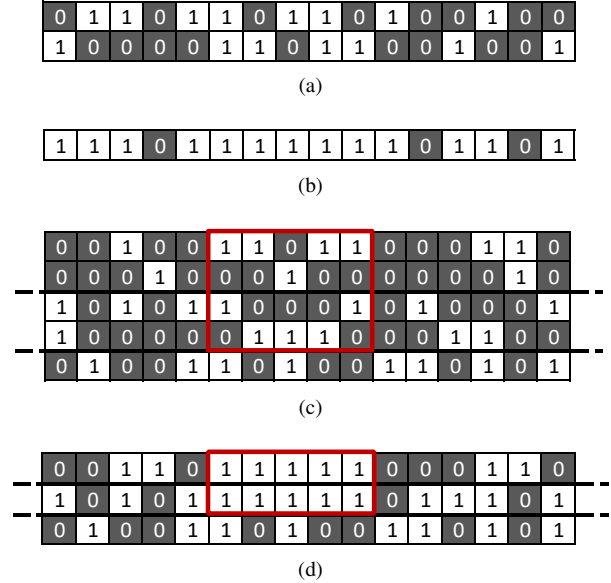 0 1 1 0 1 1 0 1 1 0 1 0 0 1 0 0
1 0 0 0 0 1 1 0 1 1 0 0 1 0 0 1
(a)
1 1 1 0 1 1 1 1 1 1 1 0 1 1 0 1
(b)
0 0 1 0 0 1 1 0 1 1 0 0 0 1 1 0
0 0 0 1 0 0 0 1 0 0 0 0 0 0 1 0
1 0 1 0 1 1 0 0 0 1 0 1 0 0 0 1
1 0 0 0 0 0 1 1 1 0 0 0 1 1 0 0
0 1 0 0 1 1 0 1 0 0 1 1 0 1 0 1
(c)
0 0 1 1 0 1 1 1 1 1 0 0 0 1 1 0
1 0 1 0 1 1 1 1 1 1 0 1 1 1 0 1
0 1 0 0 1 1 0 1 0 0 1 1 0 1 0 1
(d)